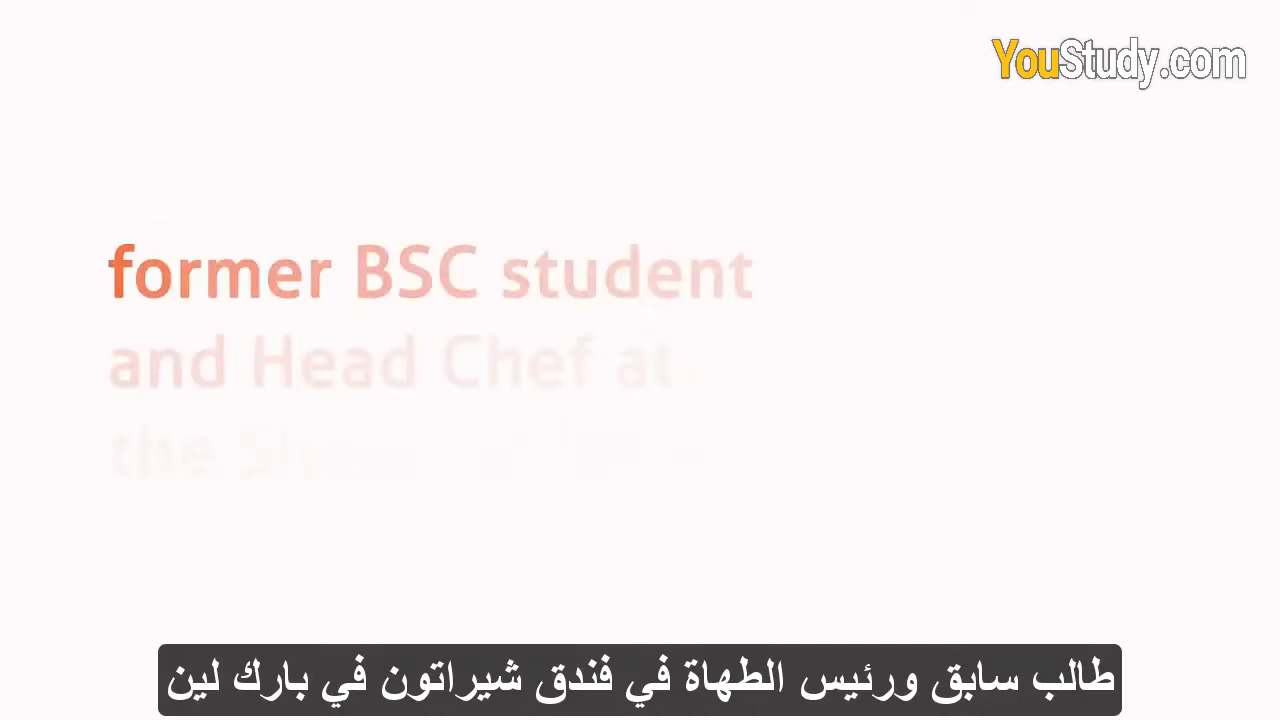 YouStudy.com
former BSC student
and Head Chef at
the
طالب سابق ورئيس الطهاة في فندق شيراتون في بارك لين